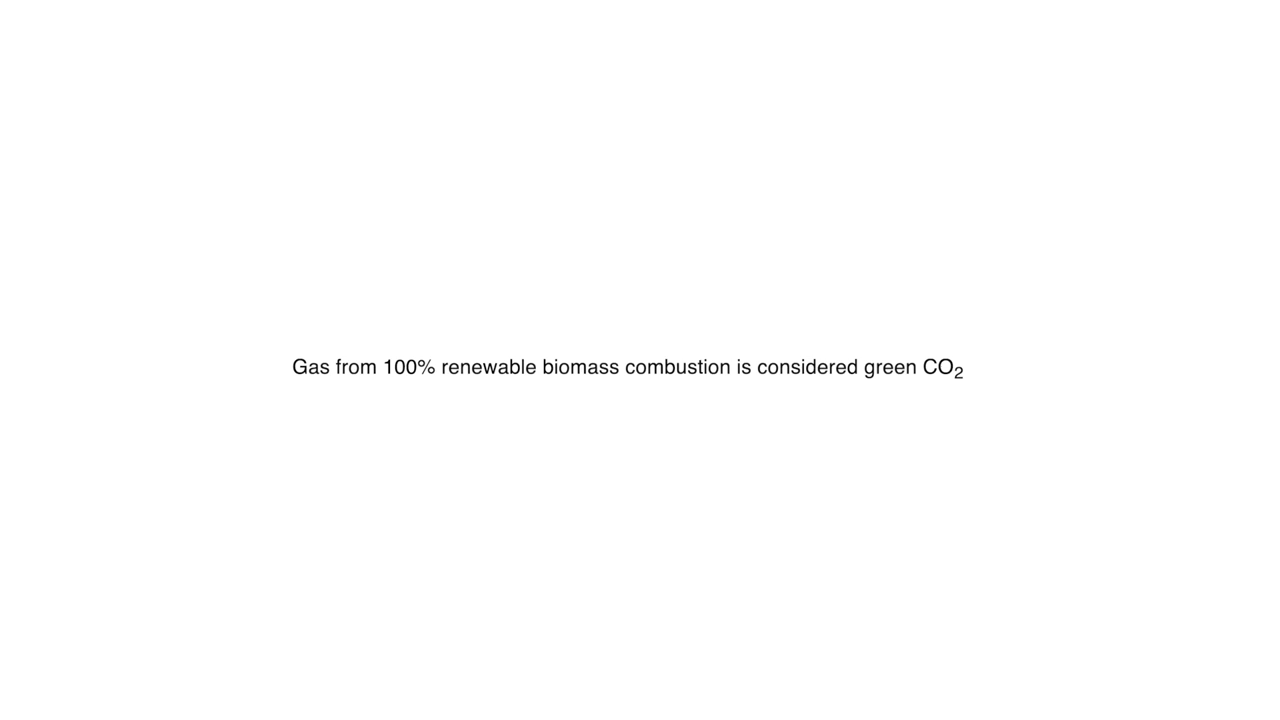 Gas from 100% renewable biomass combustion is considered green CO₂